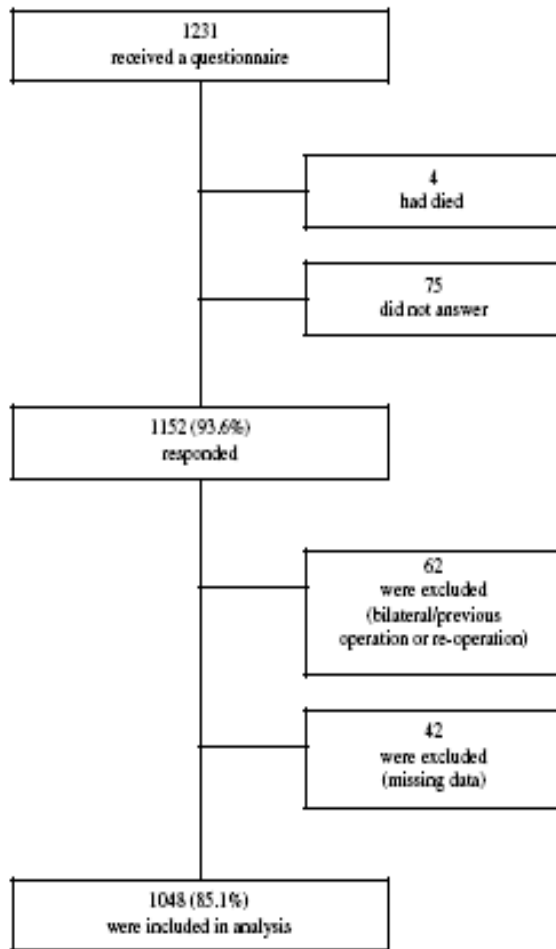 1231
received a questionnaire
4
had died
75
did not answer
1152 (93.6%)
responded
62
were excluded
(bilateral/previous
operation or re-operation)
42
were excluded
(missing data)
1048 (85.1%)
were included in analysis